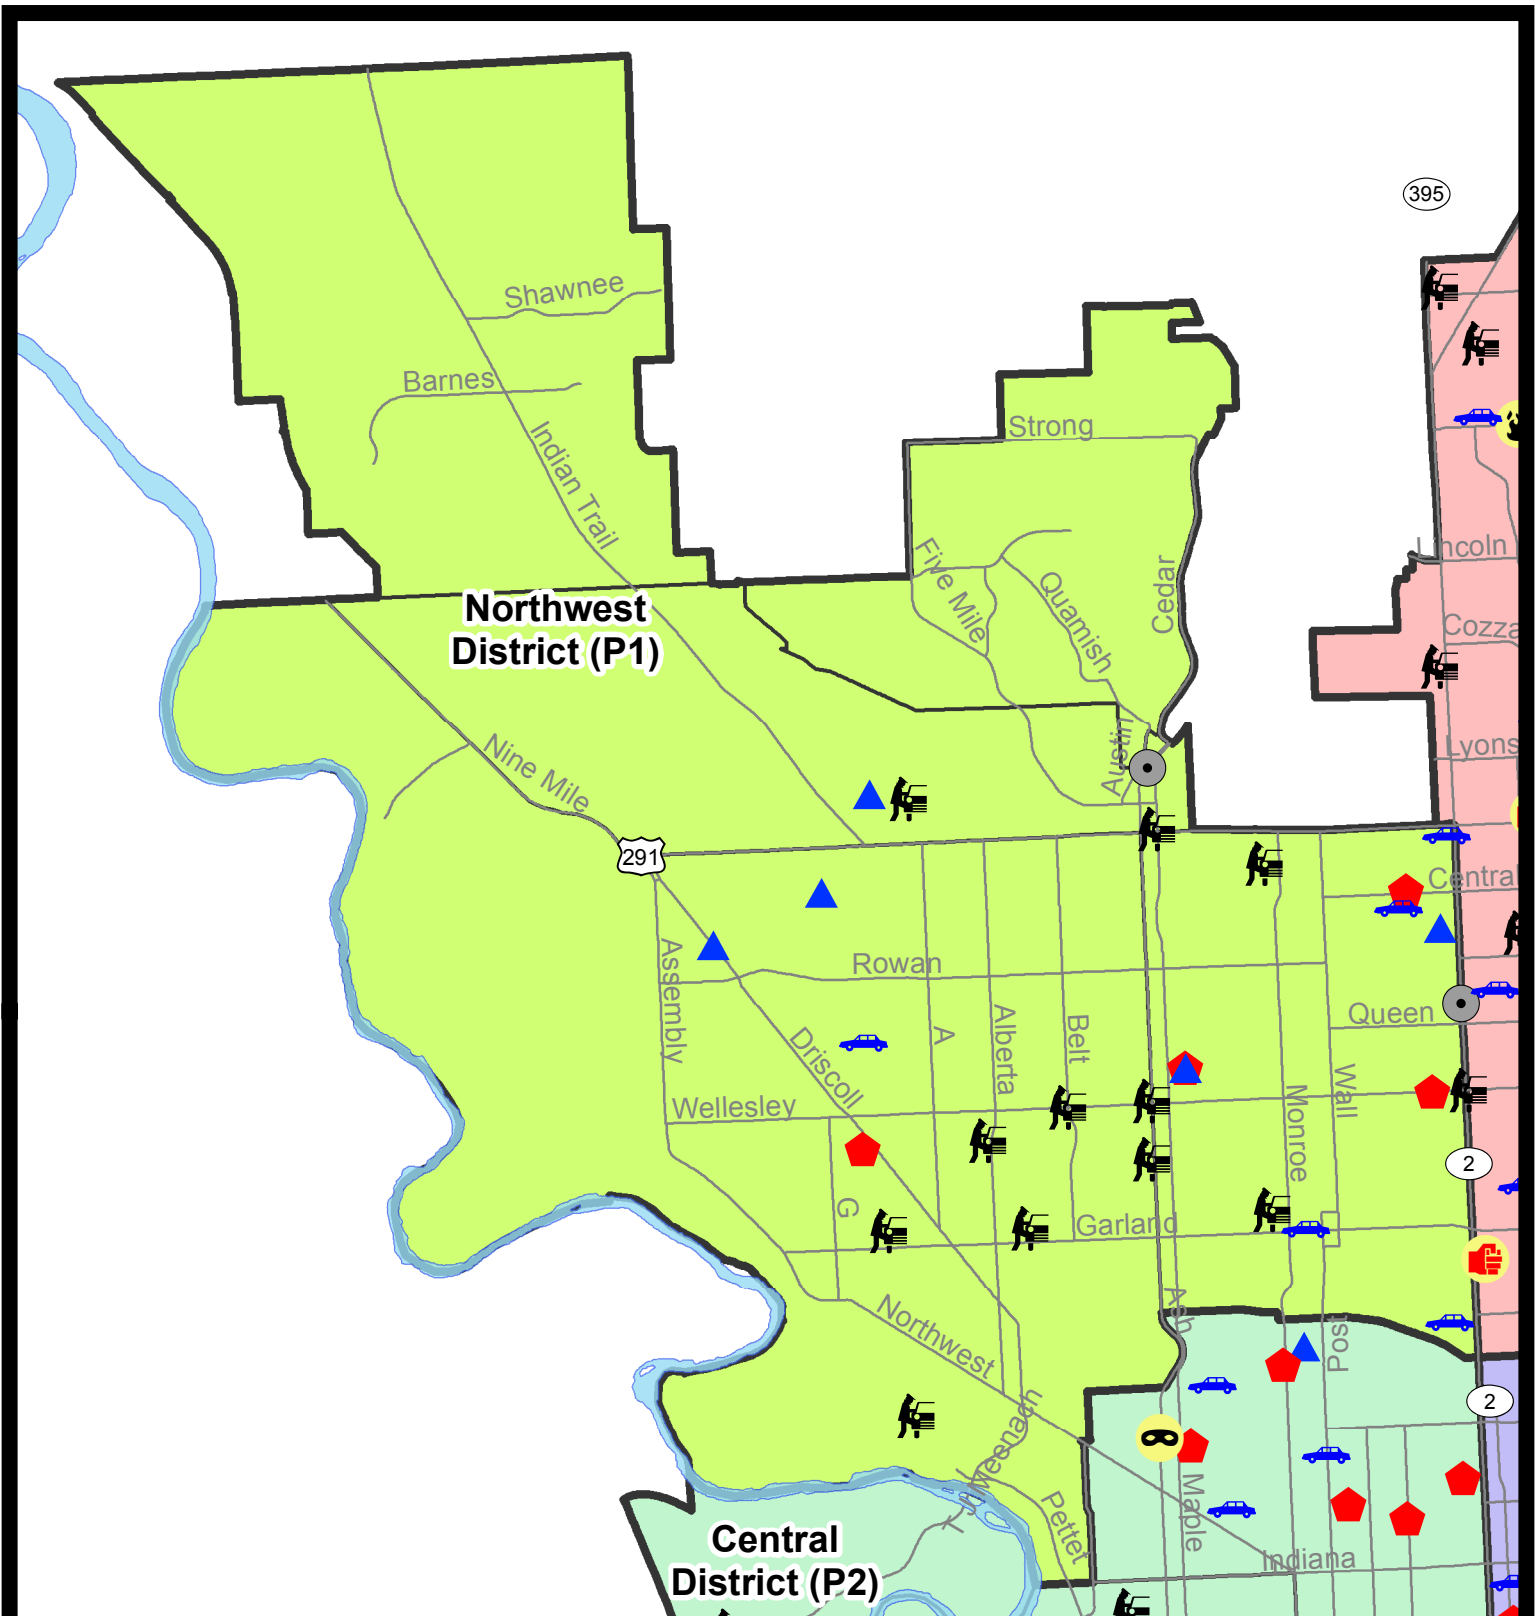 395
Shawnee
Barnes
Strong
Indian Trail
Five Mile
Quamish
Cedar
Lincoln
Northwest
District (P1)
Cozza
Austin
Lyons
Nine Mile
291
Central
Assembly
Rowan
Queen
Driscoll
A
Alberta
Belt
Wall
Monroe
Wellesley
2
G
Garland
Ash
Northwest
Post
2
T J Meenach
Maple
Pettet
Central
District (P2)
Indiana